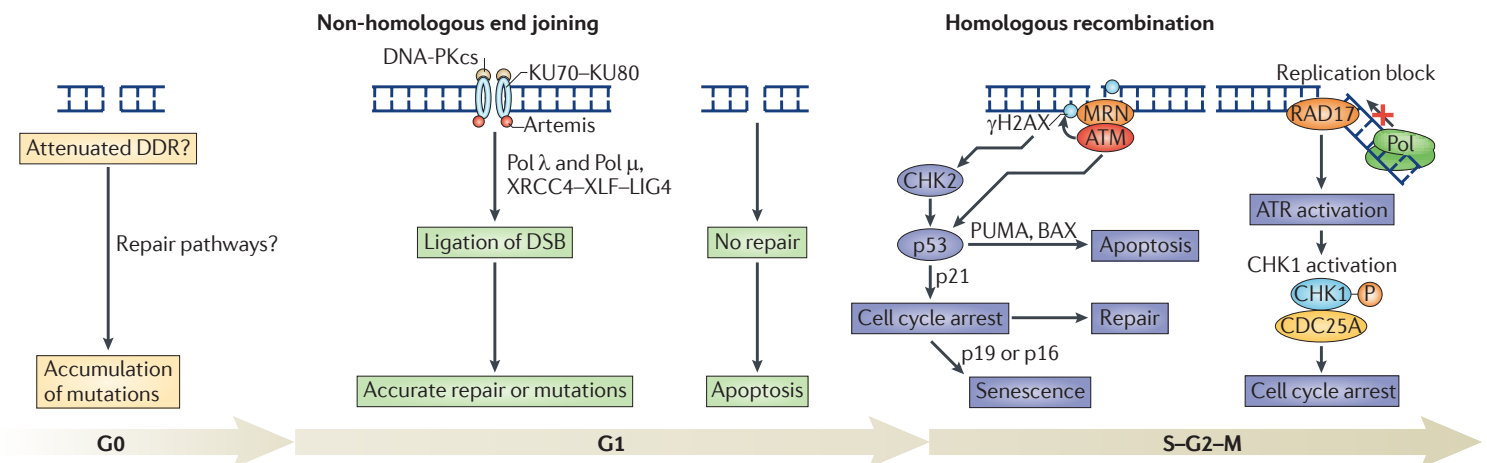 Non-homologous end joining
Homologous recombination
Attenuated DDR?
Repair pathways?
Accumulation
of mutations
DNA-PKcs
KU70–KU80
Artemis
Pol λ and Pol μ,
XRCC4–XLF–LIG4
Ligation of DSB
Accurate repair or mutations
No repair
Apoptosis
γH2AX
MRN
ATM
CHK2
p53
PUMA, BAX
Apoptosis
p21
Cell cycle arrest
Repair
p19 or p16
Senescence
Replication block
RAD17
Pol
ATR activation
CHK1 activation
CHK1
P
CDC25A
Cell cycle arrest
G0
G1
S–G2–M